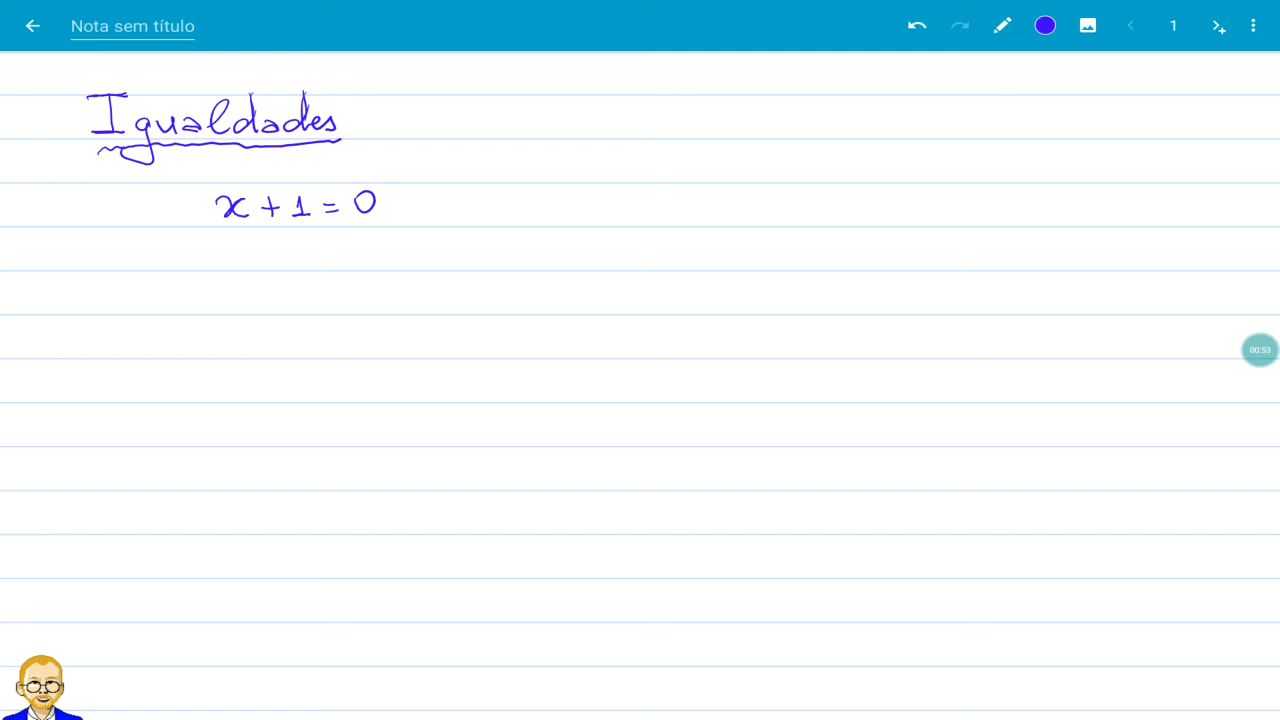 Nota sem título
1
Igualdades
x + 1 = 0
00:53